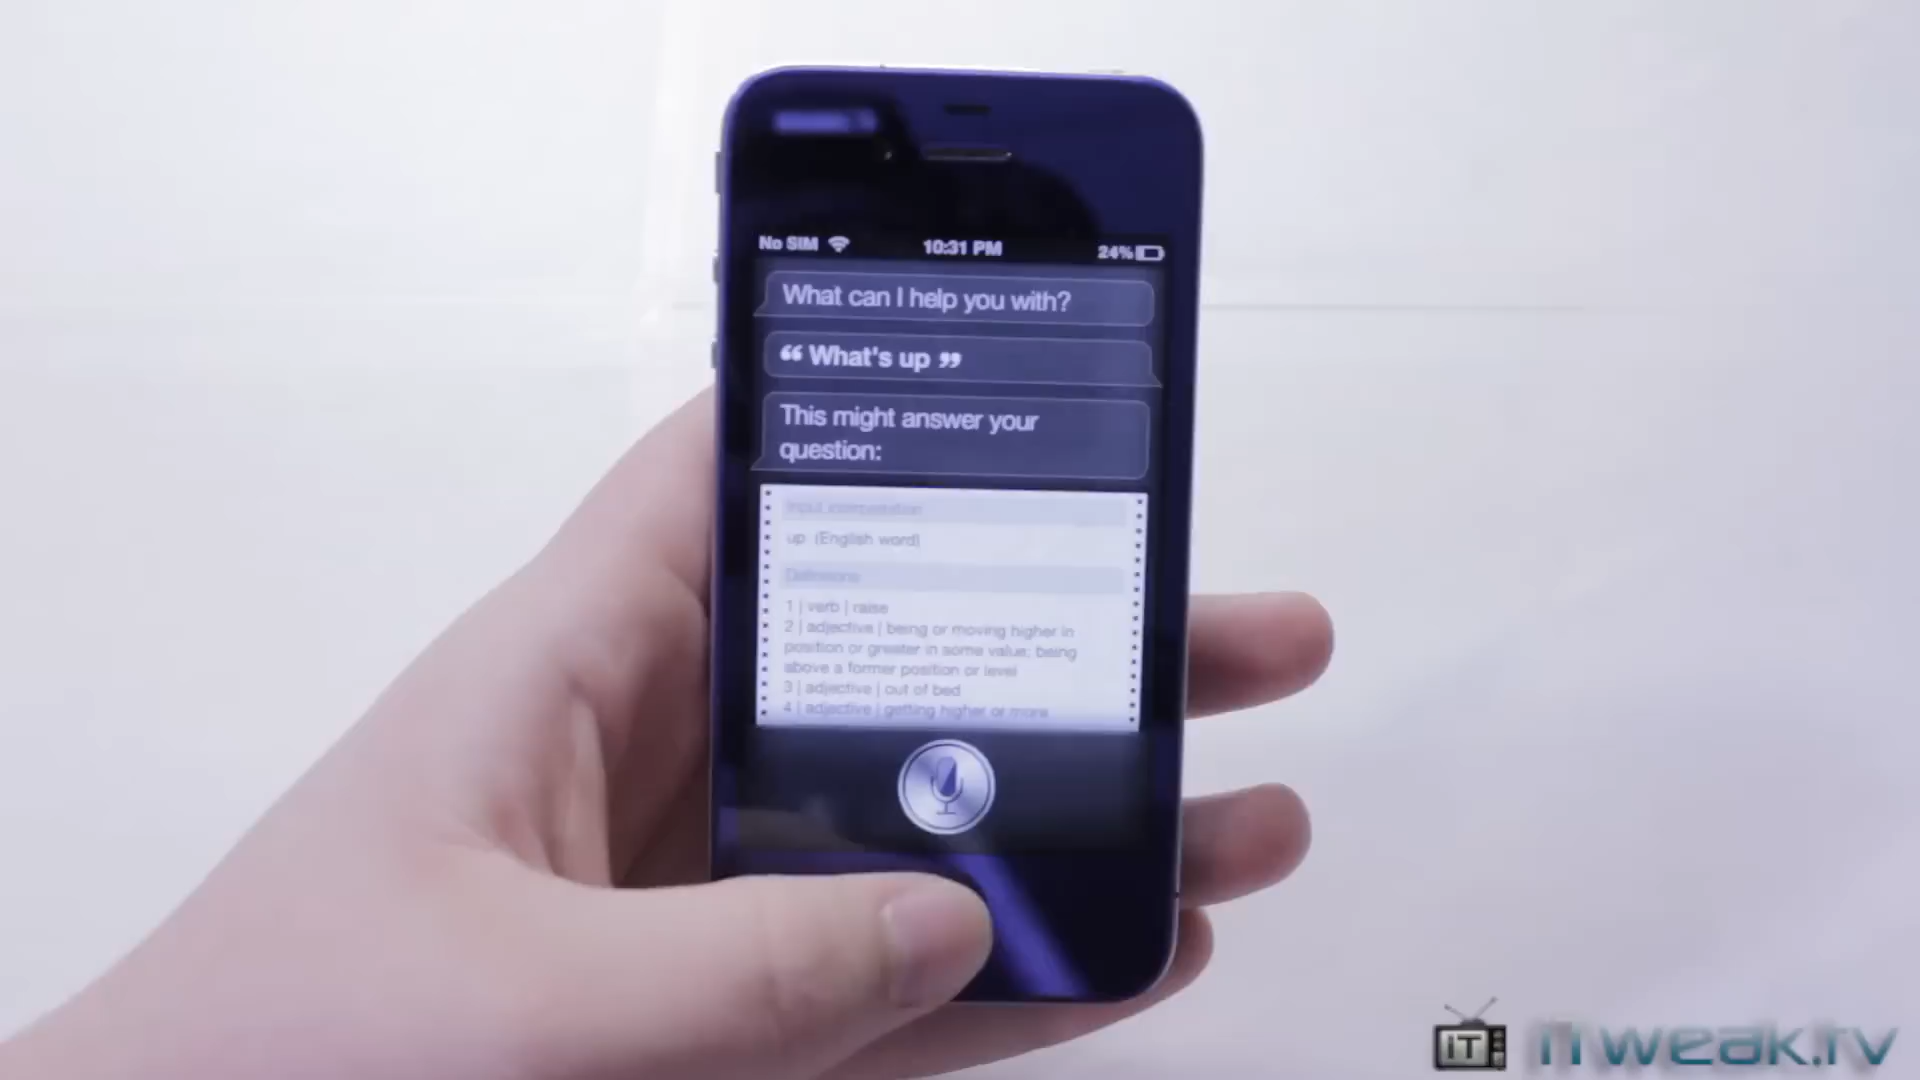 No SIM 10:31 PM 24%
What can I help you with?
“ What's up ”
This might answer your
question:
Input interpretation
up (English word)
Definitions
1 | verb | raise
2 | adjective | being or moving higher in
position or greater in some value; being
above a former position or level
3 | adjective | out of bed
4 | adjective | getting higher or more
iT iTweak.tv